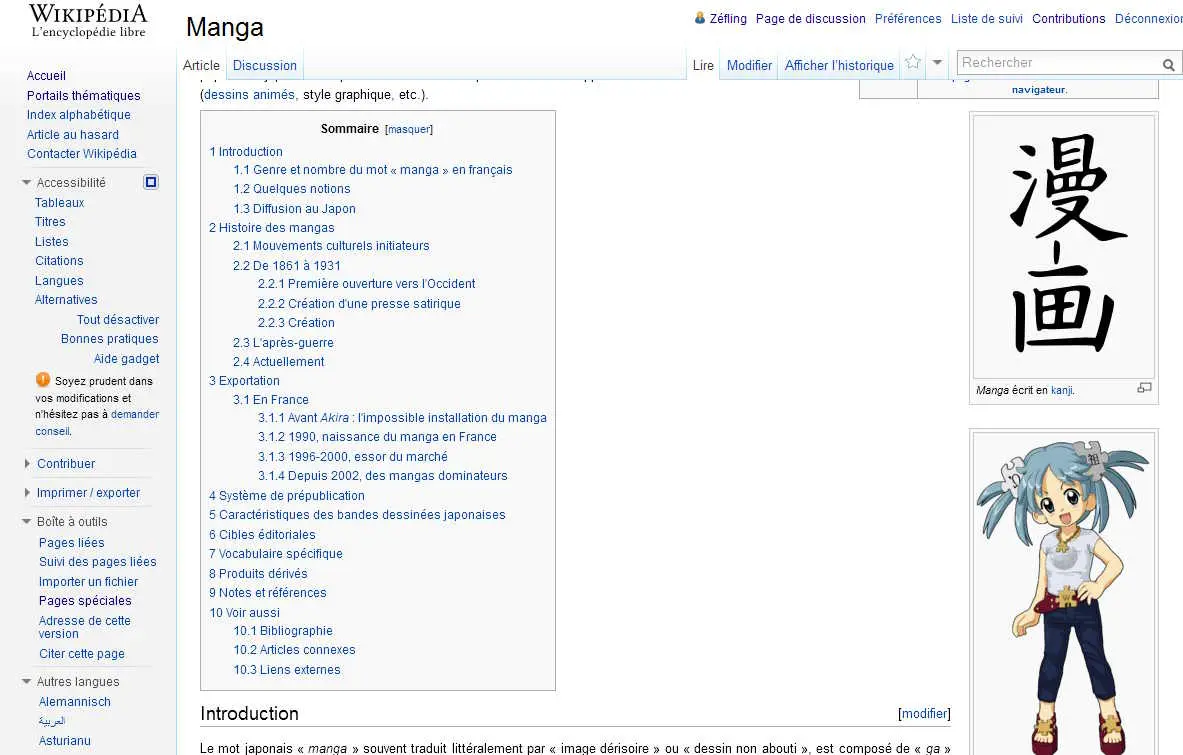 WIKIPÉDIA
L'encyclopédie libre
Zéfling Page de discussion Préférences Liste de suivi Contributions Déconnexion
Manga
Article Discussion Lire Modifier Afficher l'historique Rechercher
Accueil
Portails thématiques
Index alphabétique
Article au hasard
Contacter Wikipédia
Accessibilité
Tableaux
Titres
Listes
Citations
Langues
Alternatives
Tout désactiver
Bonnes pratiques
Aide gadget
Soyez prudent dans
vos modifications et
n'hésitez pas à demander
conseil.
Contribuer
Imprimer / exporter
Boîte à outils
Pages liées
Suivi des pages liées
Importer un fichier
Pages spéciales
Adresse de cette
version
Citer cette page
Autres langues
Alemannisch
العربية
Asturianu
(dessins animés, style graphique, etc.).
Sommaire [masquer]
1 Introduction
1.1 Genre et nombre du mot « manga » en français
1.2 Quelques notions
1.3 Diffusion au Japon
2 Histoire des mangas
2.1 Mouvements culturels initiateurs
2.2 De 1861 à 1931
2.2.1 Première ouverture vers l'Occident
2.2.2 Création d'une presse satirique
2.2.3 Création
2.3 L'après-guerre
2.4 Actuellement
3 Exportation
3.1 En France
3.1.1 Avant Akira : l'impossible installation du manga
3.1.2 1990, naissance du manga en France
3.1.3 1996-2000, essor du marché
3.1.4 Depuis 2002, des mangas dominateurs
4 Système de prépublication
5 Caractéristiques des bandes dessinées japonaises
6 Cibles éditoriales
7 Vocabulaire spécifique
8 Produits dérivés
9 Notes et références
10 Voir aussi
10.1 Bibliographie
10.2 Articles connexes
10.3 Liens externes
Introduction [modifier]
Le mot japonais « manga » souvent traduit littéralement par « image dérisoire » ou « dessin non abouti », est composé de « ga »
navigateur.
漫
画
Manga écrit en kanji.